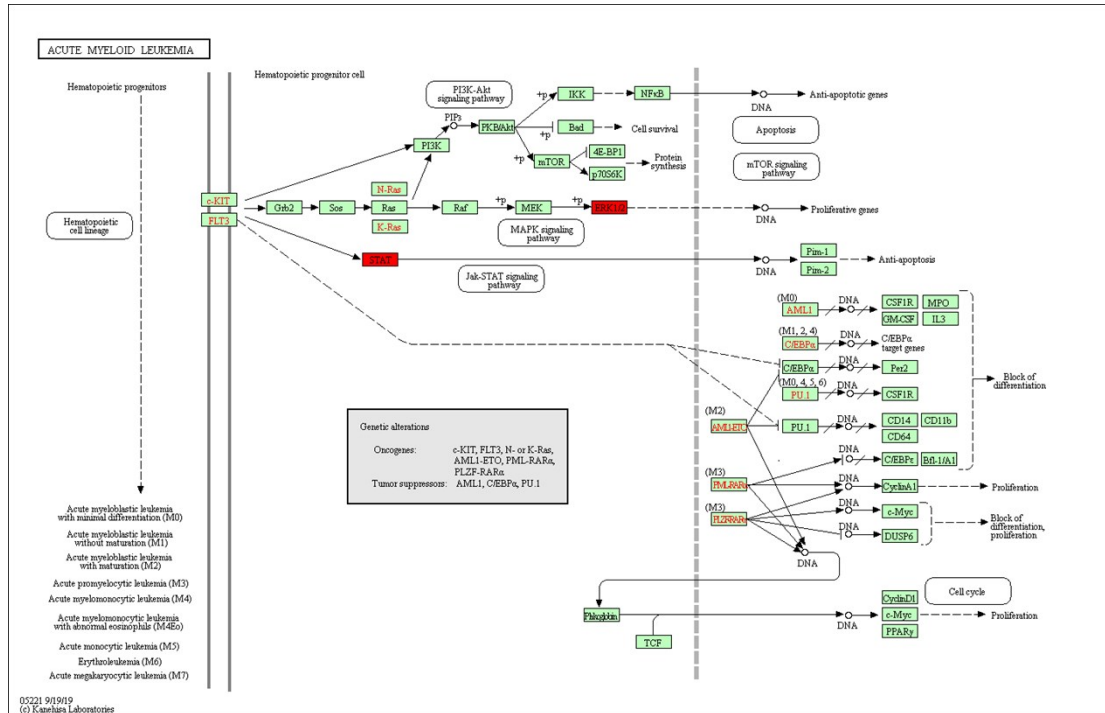 ACUTE MYELOID LEUKEMIA
Hematopoietic progenitors
Hematopoietic progenitor cell
PI3K-Akt
signaling pathway
PIP3
PI3K
PKB/Akt
+p
IKK
NFκB
DNA
Anti-apoptotic genes
+p
Bad
Cell survival
Apoptosis
+p
mTOR
4E-BP1
p70S6K
Protein
synthesis
mTOR signaling
pathway
c-KIT
FLT3
Hematopoietic
cell lineage
Grb2
Sos
N-Ras
Ras
K-Ras
Raf
+p
MEK
+p
ERK1/2
DNA
Proliferative genes
MAPK signaling
pathway
STAT
Jak-STAT signaling
pathway
DNA
Pim-1
Pim-2
Anti-apoptosis
(M0)
AML1
DNA
CSF1R
MPO
GM-CSF
IL3
(M1, 2, 4)
C/EBPα
DNA
C/EBPα
target genes
C/EBPα
DNA
Per2
(M0, 4, 5, 6)
PU.1
DNA
CSF1R
Block of
differentiation
(M2)
AML1-ETO
PU.1
DNA
CD14
CD11b
CD64
DNA
C/EBPε
Bfl-1/A1
(M3)
PML-RARα
DNA
CyclinA1
Proliferation
(M3)
PLZF-RARα
DNA
c-Myc
DNA
DUSP6
Block of
differentiation,
proliferation
DNA
Genetic alterations
Oncogenes: c-KIT, FLT3, N- or K-Ras,
AML1-ETO, PML-RARα,
PLZF-RARα
Tumor suppressors: AML1, C/EBPα, PU.1
Plakoglobin
TCF
DNA
CyclinD1
c-Myc
PPARγ
Cell cycle
Proliferation
Acute myeloblastic leukemia
with minimal differentiation (M0)
Acute myeloblastic leukemia
without maturation (M1)
Acute myeloblastic leukemia
with maturation (M2)
Acute promyelocytic leukemia (M3)
Acute myelomonocytic leukemia (M4)
Acute myelomonocytic leukemia
with abnormal eosinophils (M4Eo)
Acute monocytic leukemia (M5)
Erythroleukemia (M6)
Acute megakaryocytic leukemia (M7)
05221 9/19/19
(c) Kanehisa Laboratories